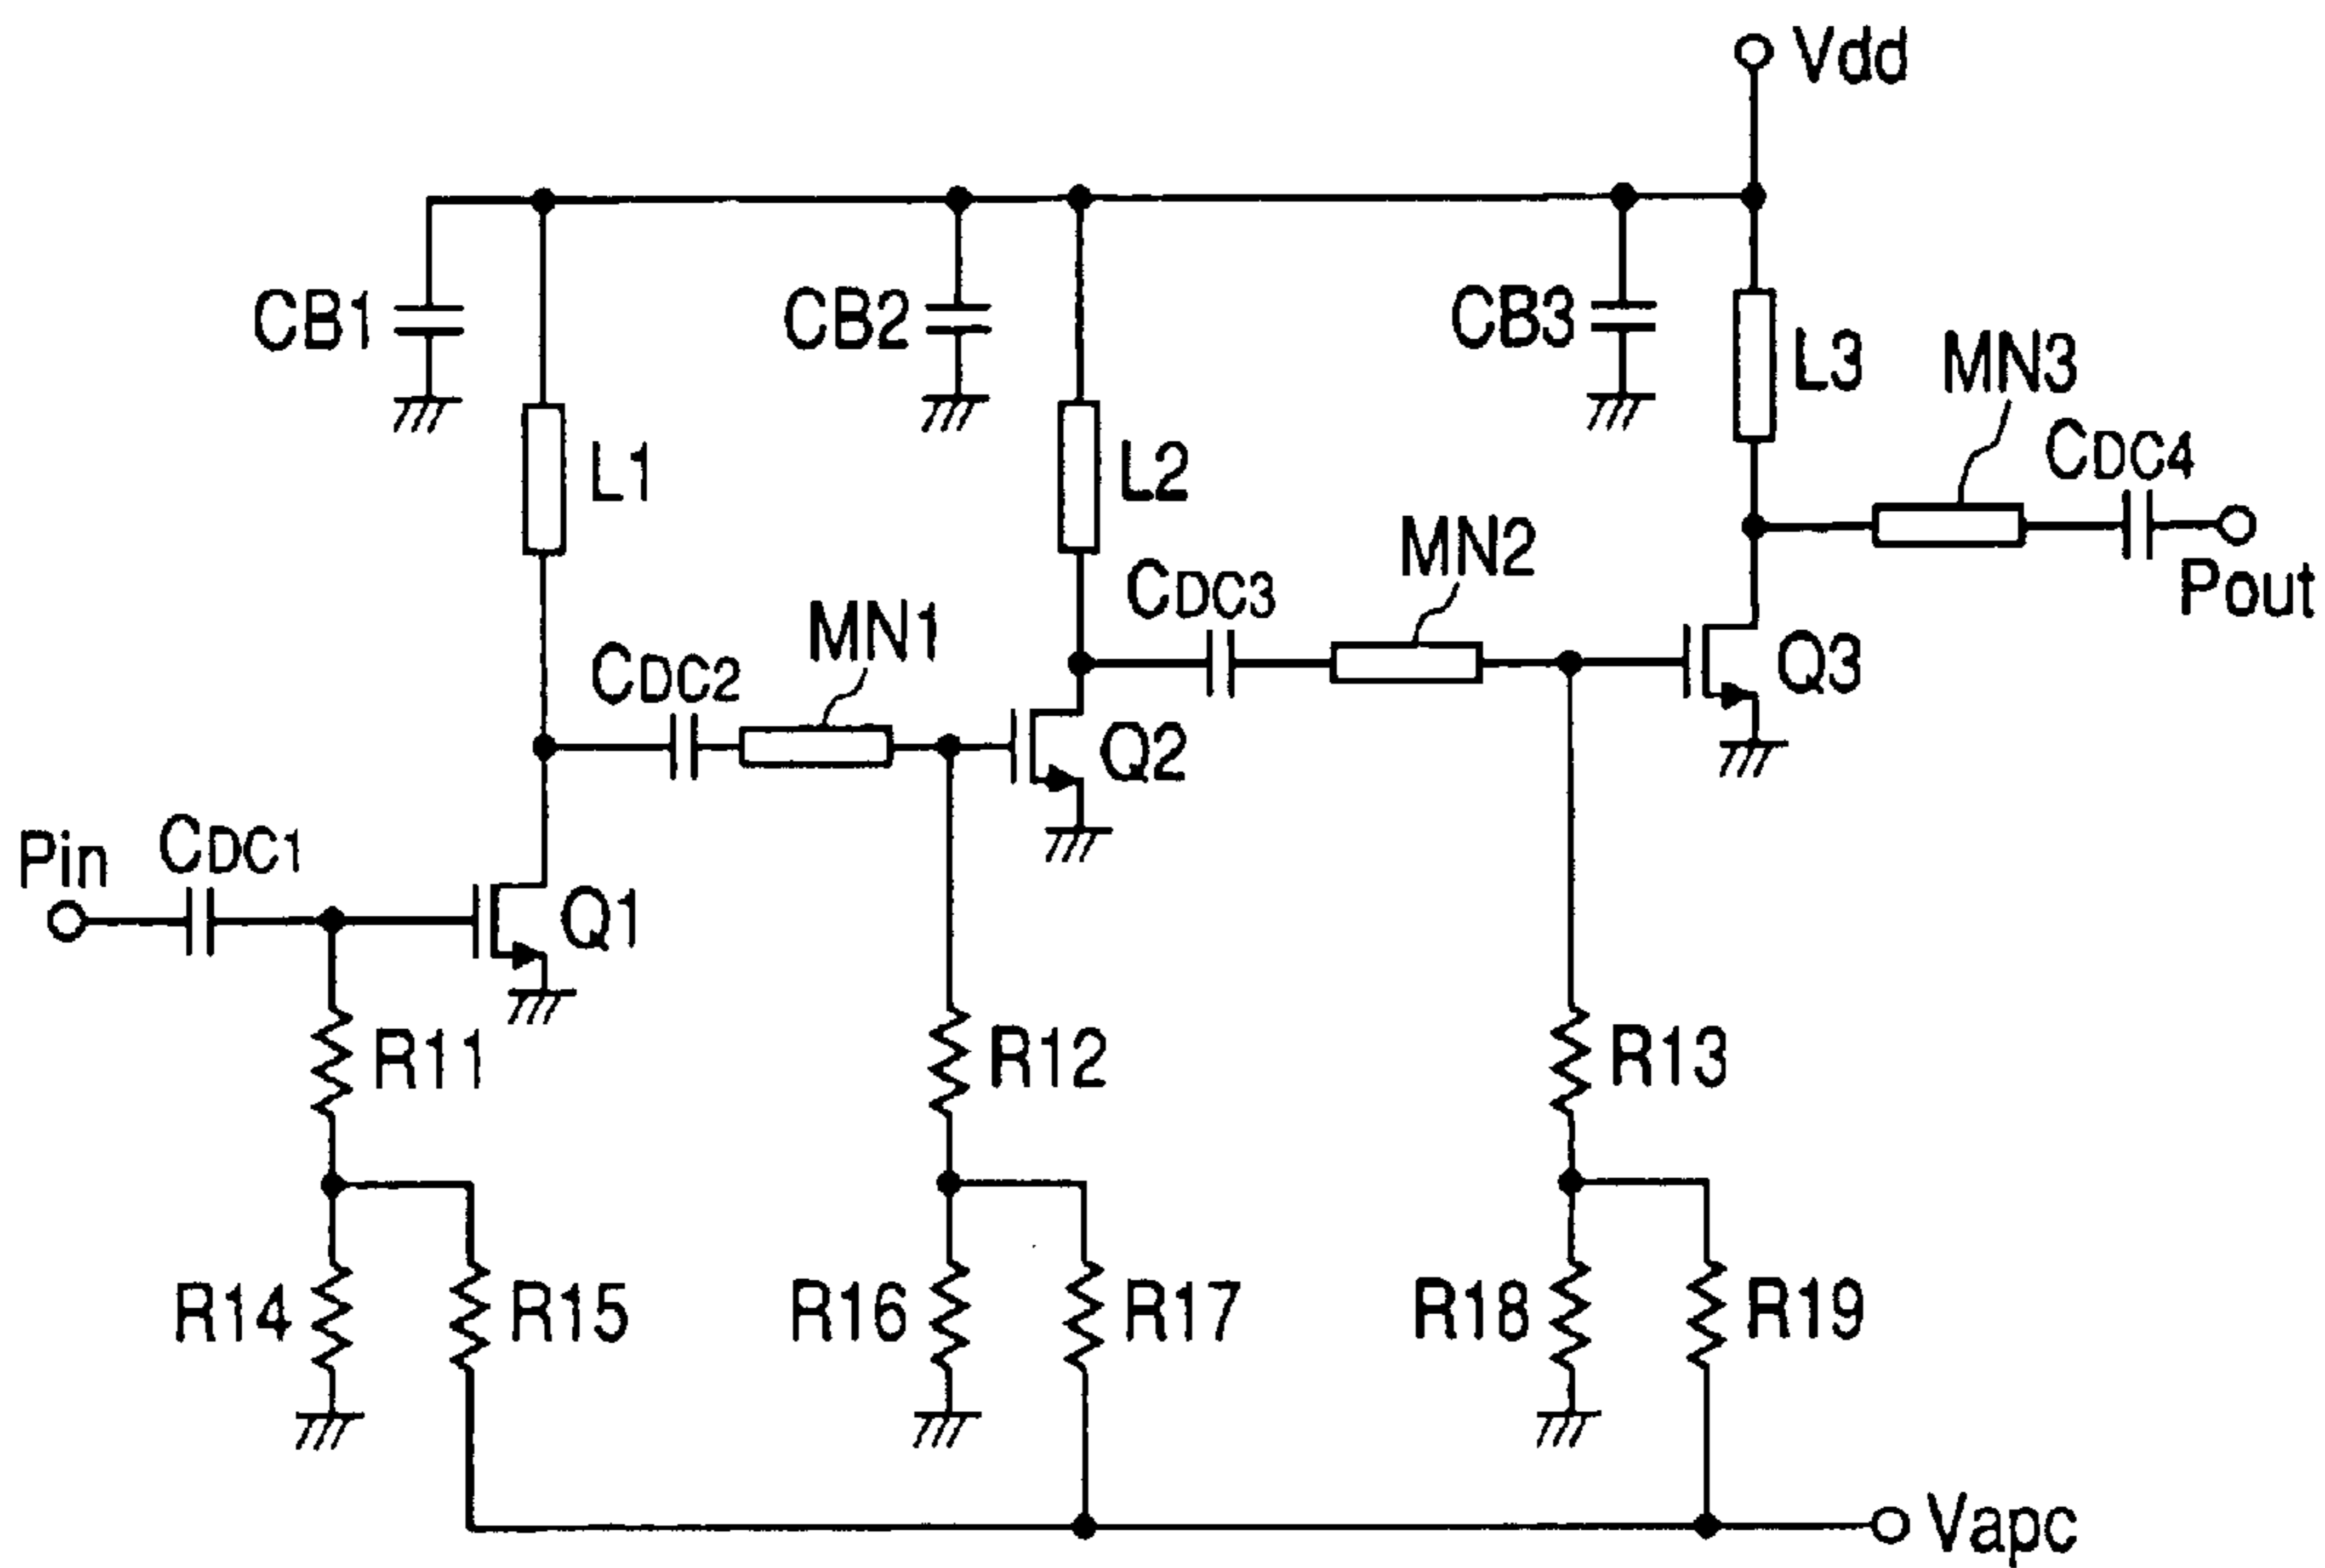 Vdd
CB1
CB2
CB3
L3
MN3
CDC4
L1
L2
MN2
CDC3
Pout
MN1
CDC2
Q3
Q2
Pin
CDC1
Q1
R11
R12
R13
R14
R15
R16
R17
R18
R19
Vapc